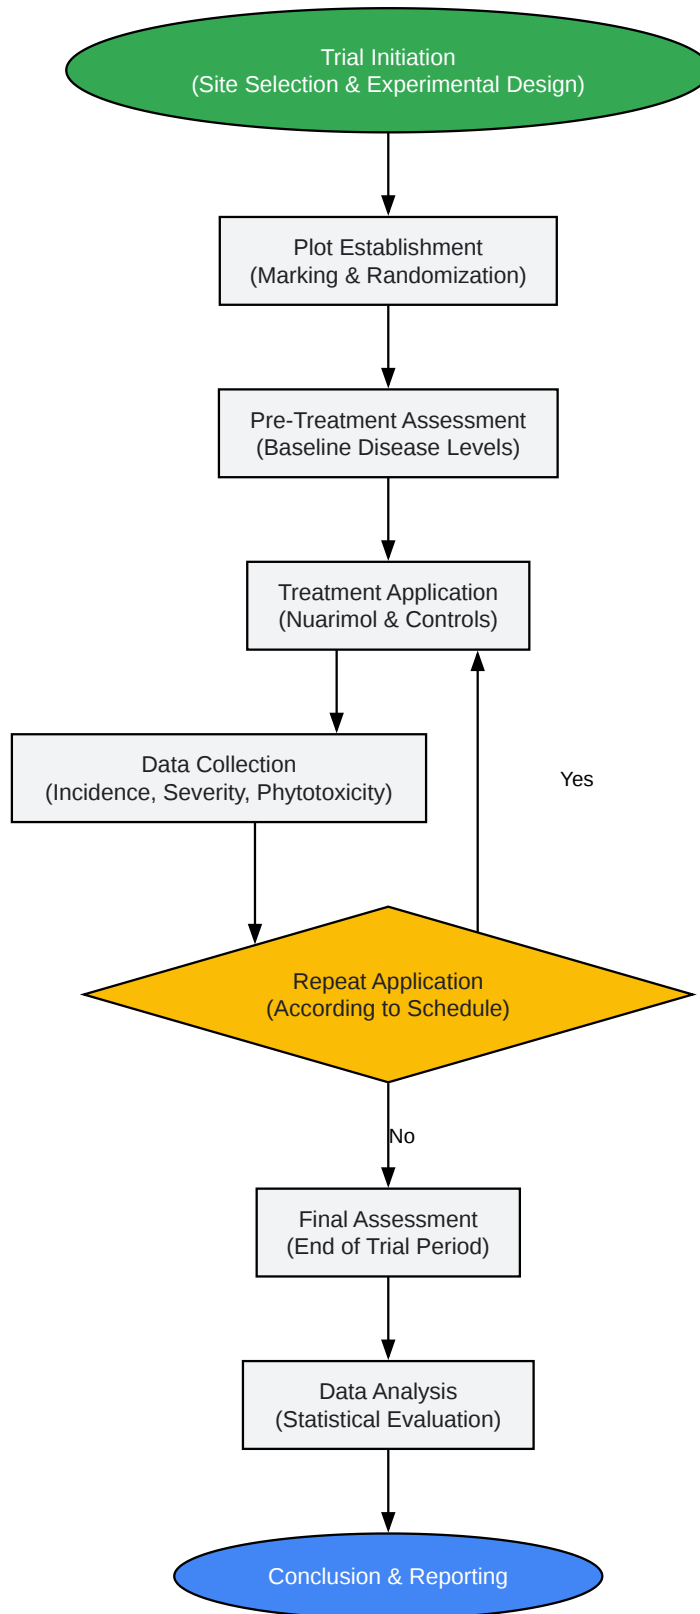 Trial Initiation
(Site Selection & Experimental Design)
Plot Establishment
(Marking & Randomization)
Pre-Treatment Assessment
(Baseline Disease Levels)
Treatment Application
(Nuarimol & Controls)
Data Collection
(Incidence, Severity, Phytotoxicity)
Yes
Repeat Application
(According to Schedule)
No
Final Assessment
(End of Trial Period)
Data Analysis
(Statistical Evaluation)
Conclusion & Reporting